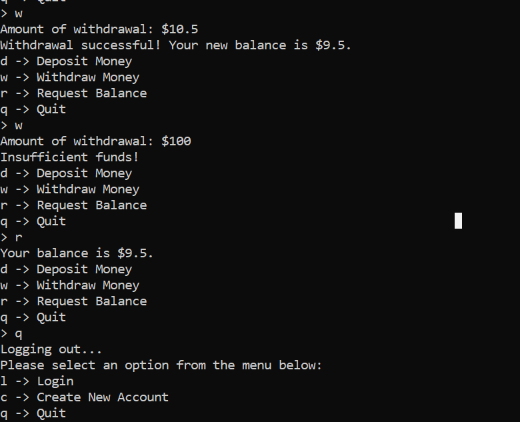 > w
Amount of withdrawal: $10.5
Withdrawal successful! Your new balance is $9.5.
d -> Deposit Money
w -> Withdraw Money
r -> Request Balance
q -> Quit
> w
Amount of withdrawal: $100
Insufficient funds!
d -> Deposit Money
w -> Withdraw Money
r -> Request Balance
q -> Quit
> r
Your balance is $9.5.
d -> Deposit Money
w -> Withdraw Money
r -> Request Balance
q -> Quit
> q
Logging out...
Please select an option from the menu below:
l -> Login
c -> Create New Account
q -> Quit